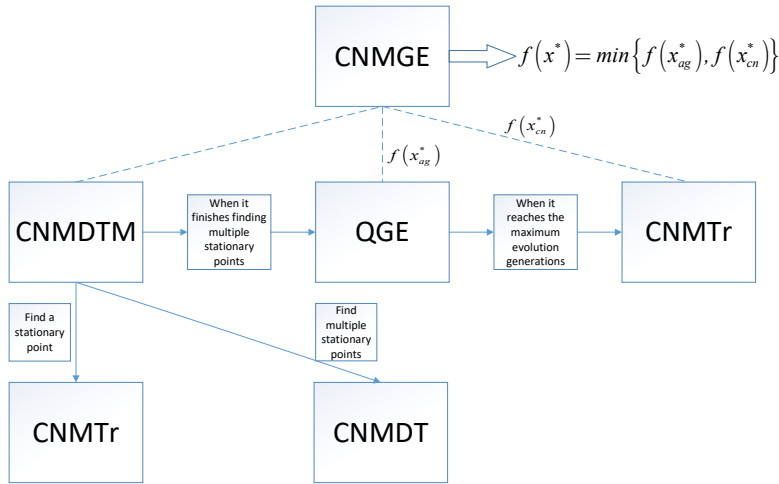 CNMGE
f(x*) = min{f(x*ag), f(x*cn)}
f(x*cn)
f(x*ag)
CNMDTM
When it
finishes finding
multiple
stationary
points
QGE
When it
reaches the
maximum
evolution
generations
CNMTr
Find a
stationary
point
Find
multiple
stationary
points
CNMTr
CNMDT